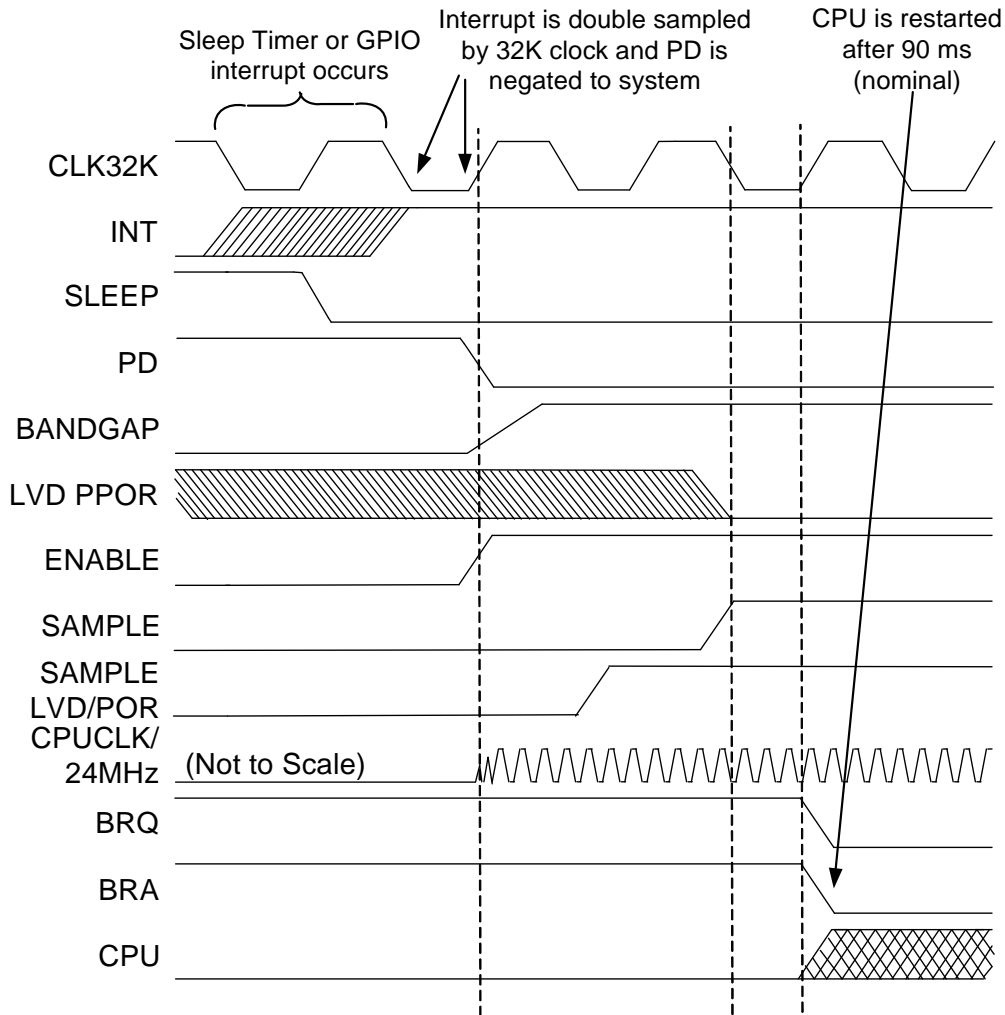 Sleep Timer or GPIO
interrupt occurs
Interrupt is double sampled
by 32K clock and PD is
negated to system
CPU is restarted
after 90 ms
(nominal)
CLK32K
INT
SLEEP
PD
BANDGAP
LVD PPOR
ENABLE
SAMPLE
SAMPLE
LVD/POR
CPUCLK/
24MHz
(Not to Scale)
BRQ
BRA
CPU